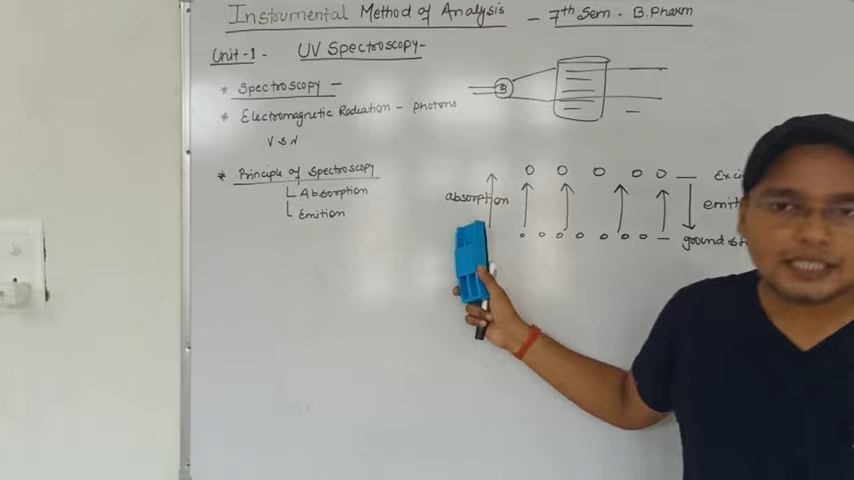 Instrumental Method of Analysis - 7th Sem. B.Pharm
Unit-1- UV Spectroscopy-
* Spectroscopy -
* Electromagnetic Radiation - photons
B
* Principle of Spectroscopy
Absorption
Emition
absorption
ground